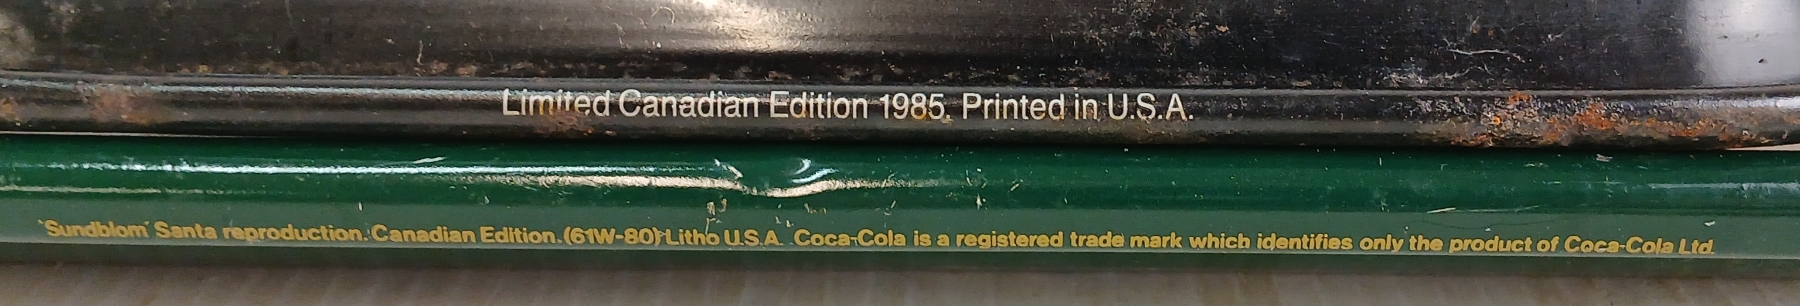 Limited Canadian Edition 1985. Printed in U.S.A.
'Sundblom' Santa reproduction. Canadian Edition. (61W-80) Litho U.S.A. Coca-Cola is a registered trade mark which identifies only the product of Coca-Cola Ltd.